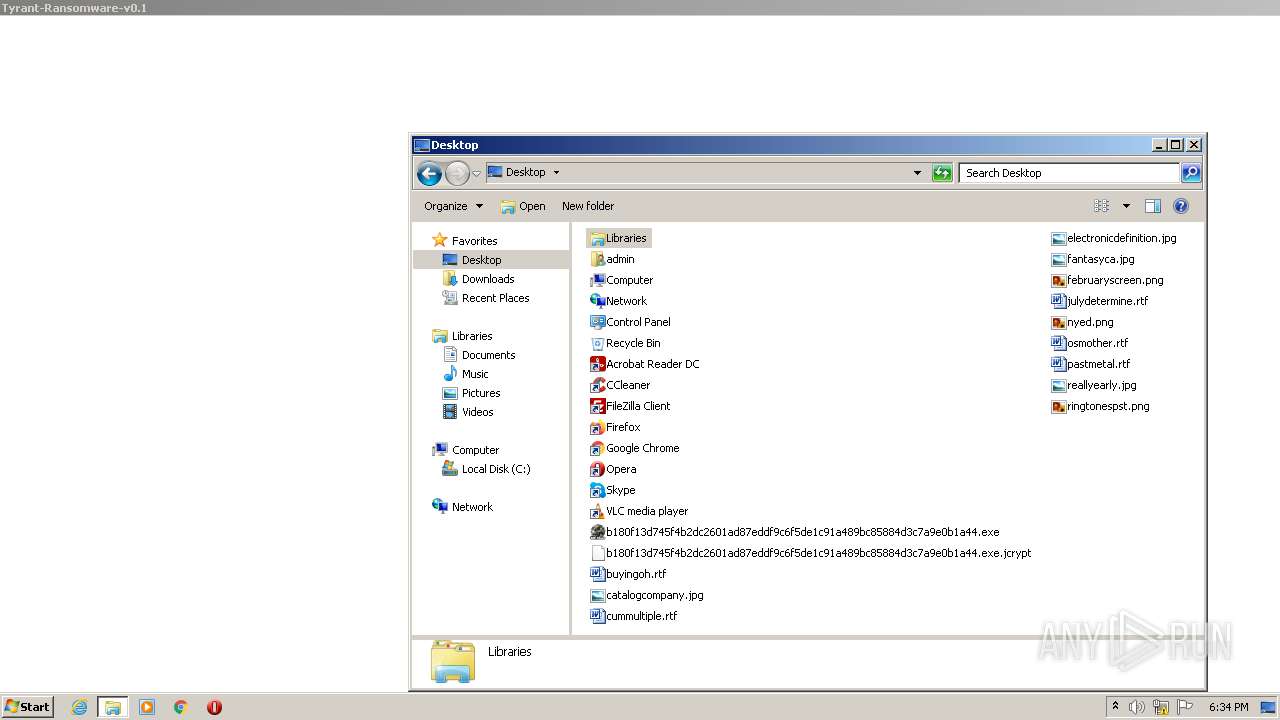 Tyrant-Ransomware-v0.1
Desktop
Desktop
Search Desktop
Organize
Open
New folder
Favorites
Desktop
Downloads
Recent Places
Libraries
Documents
Music
Pictures
Videos
Computer
Local Disk (C:)
Network
Libraries
admin
Computer
Network
Control Panel
Recycle Bin
Acrobat Reader DC
CCleaner
FileZilla Client
Firefox
Google Chrome
Opera
Skype
VLC media player
b180f13d745f4b2dc2601ad87eddf9c6f5de1c91a489bc85884d3c7a9e0b1a44.exe
b180f13d745f4b2dc2601ad87eddf9c6f5de1c91a489bc85884d3c7a9e0b1a44.exe.jcrypt
buyingoh.rtf
catalogcompany.jpg
cummultiple.rtf
electronicdefinition.jpg
fantasyca.jpg
februaryscreen.png
julydetermine.rtf
nyed.png
osmother.rtf
pastmetal.rtf
reallyearly.jpg
ringtonespst.png
Libraries
ANY RUN
Start
6:34 PM